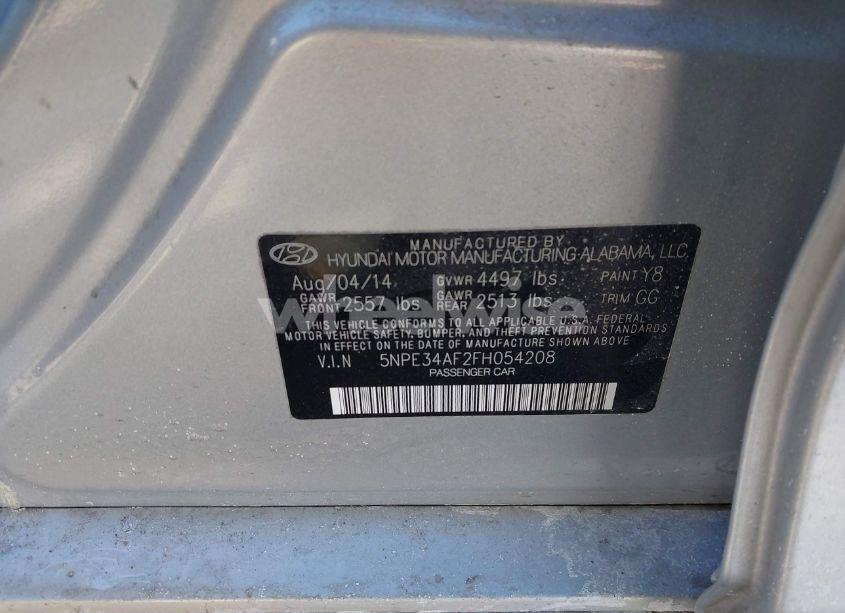 MANUFACTURED BY
HYUNDAI MOTOR MANUFACTURING ALABAMA, LLC,
Aug/04/14 GVWR 4497 lbs. PAINT Y8
GAWR FRONT 2557 lbs. GAWR REAR 2513 lbs. TRIM GG
THIS VEHICLE CONFORMS TO ALL APPLICABLE U.S.A. FEDERAL
MOTOR VEHICLE SAFETY, BUMPER, AND THEFT PREVENTION STANDARDS
IN EFFECT ON THE DATE OF MANUFACTURE SHOWN ABOVE
V.I.N 5NPE34AF2FH054208
PASSENGER CAR
wheelwise